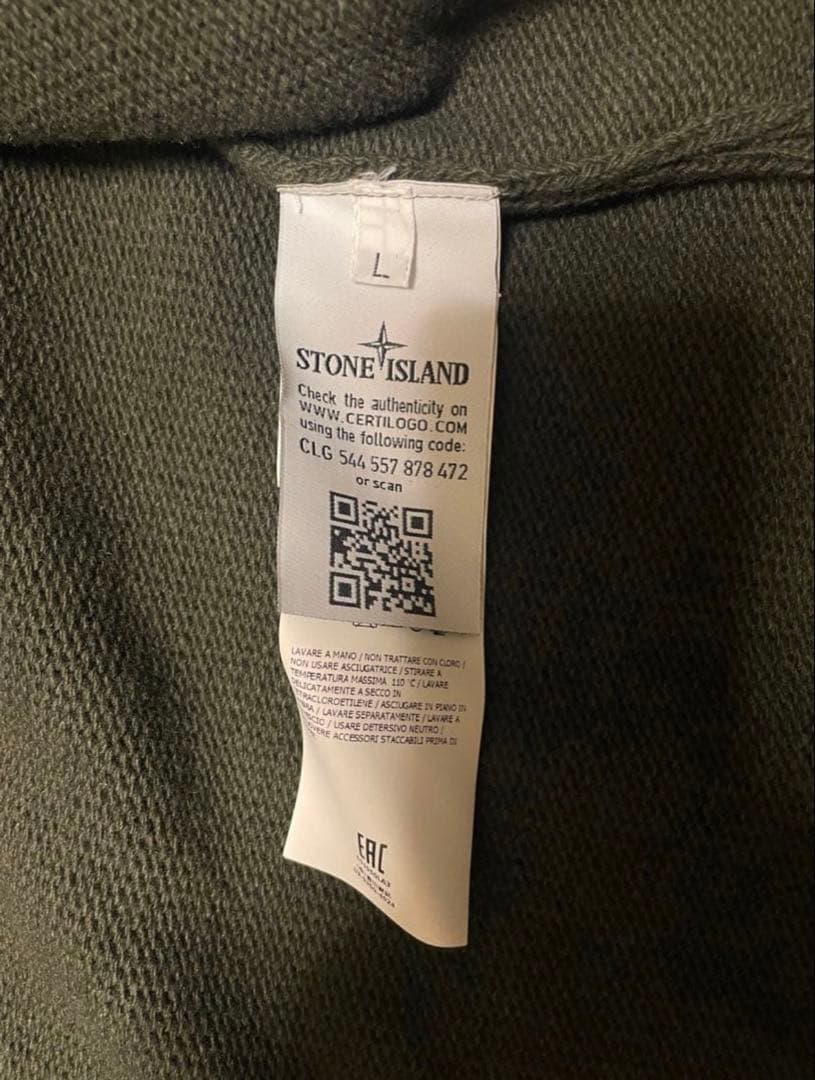 L
STONE ISLAND
Check the authenticity on
WWW.CERTILOGO.COM
using the following code:
CLG 544 557 878 472
or scan
LAVARE A MANO / NON TRATTARE CON CLORO /
NON USARE ASCIUGATRICE / STIRARE A
TEMPERATURA MASSIMA 110 °C / LAVARE
DELICATAMENTE A SECCO IN
TRACLOROETILENE / ASCIUGARE IN PIANO IN
/ LAVARE SEPARATAMENTE / LAVARE A
/ USARE DETERSIVO NEUTRO /
ACCESSORI STACCABILI PRIMA DI
EAC